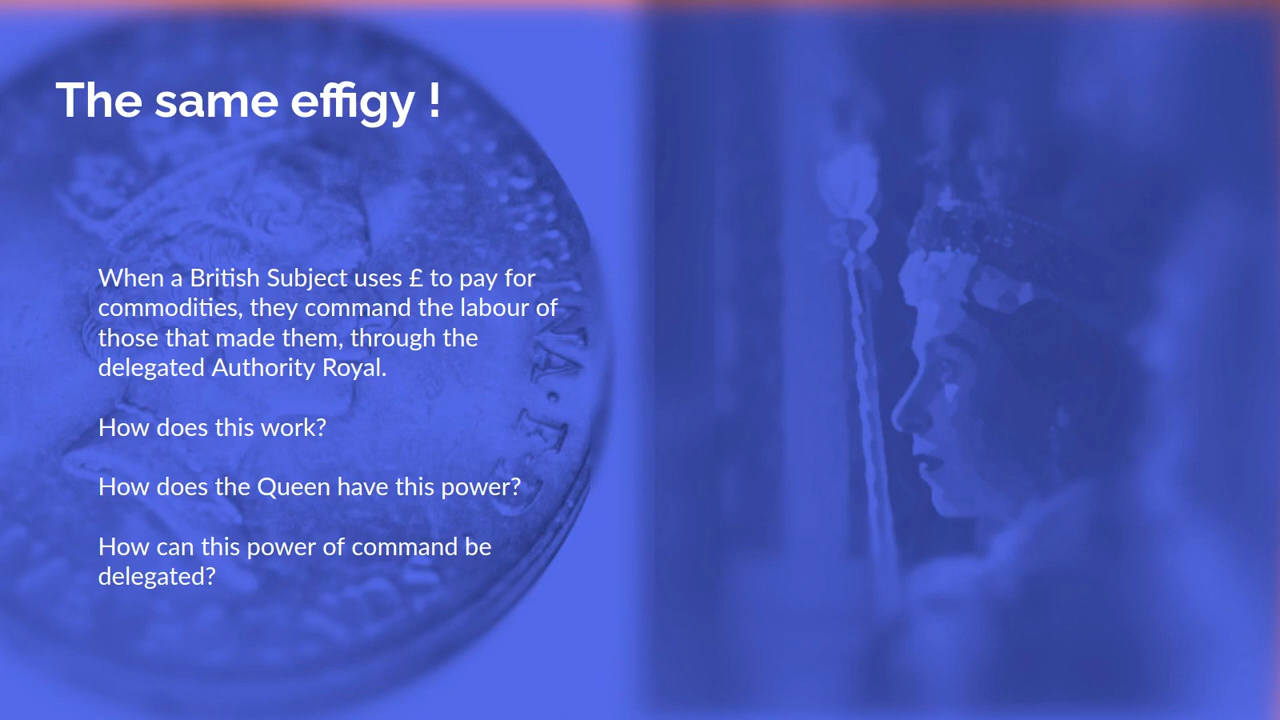 The same effigy !
When a British Subject uses £ to pay for
commodities, they command the labour of
those that made them, through the
delegated Authority Royal.
How does this work?
How does the Queen have this power?
How can this power of command be
delegated?
NA · F